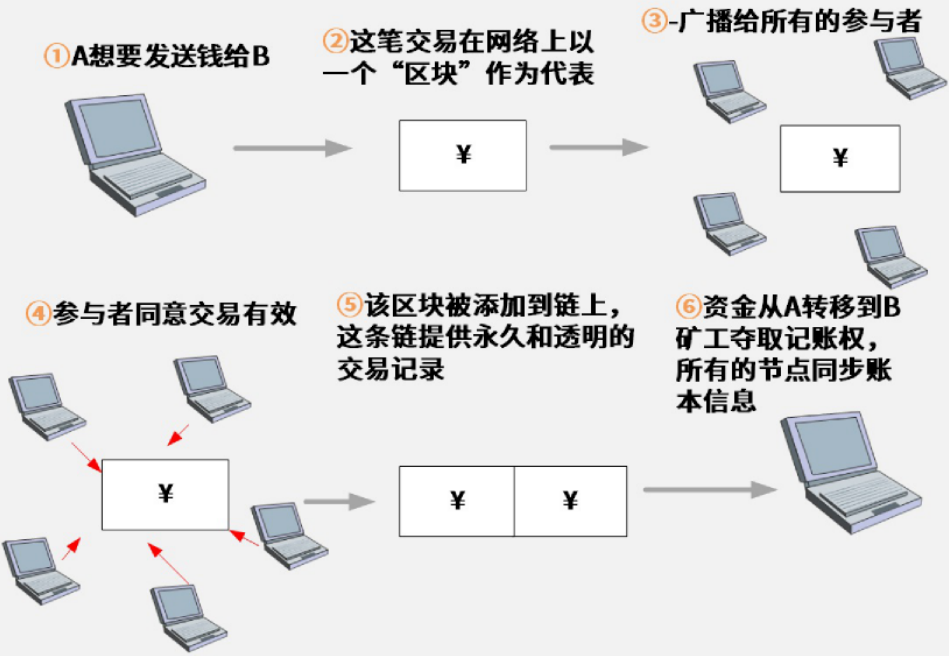 ①A想要发送钱给B
②这笔交易在网络上以
一个“区块”作为代表
¥
③-广播给所有的参与者
¥
④参与者同意交易有效
¥
⑤该区块被添加到链上，
这条链提供永久和透明的
交易记录
¥ ¥
⑥资金从A转移到B
矿工夺取记账权，
所有的节点同步账
本信息